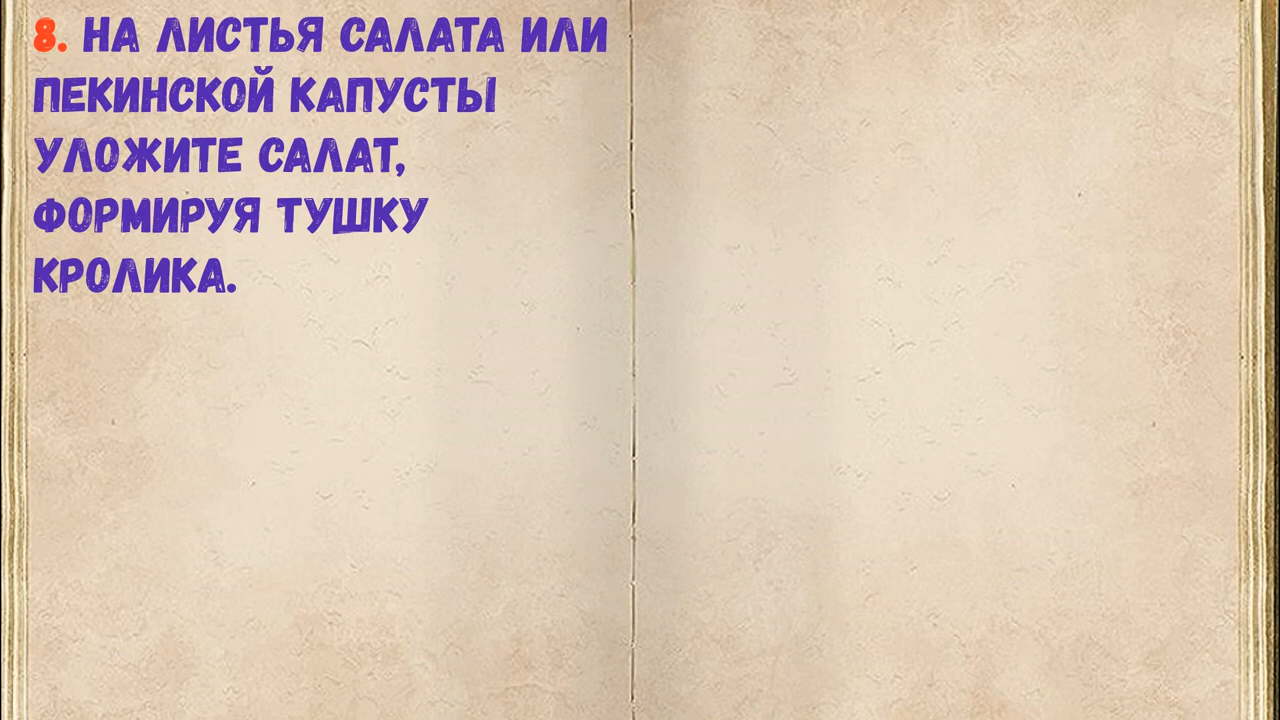 8. НА ЛИСТЬЯ САЛАТА ИЛИ
ПЕКИНСКОЙ КАПУСТЫ
УЛОЖИТЕ САЛАТ,
ФОРМИРУЯ ТУШКУ
КРОЛИКА.